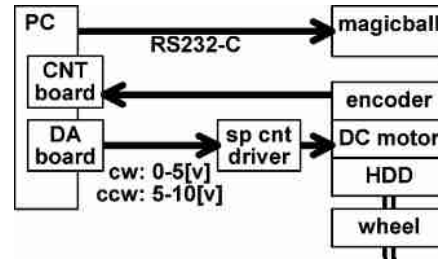 PC
magicball
RS232-C
CNT
board
encoder
DA
board
sp cnt
driver
DC motor
cw: 0-5[v]
ccw: 5-10[v]
HDD
wheel